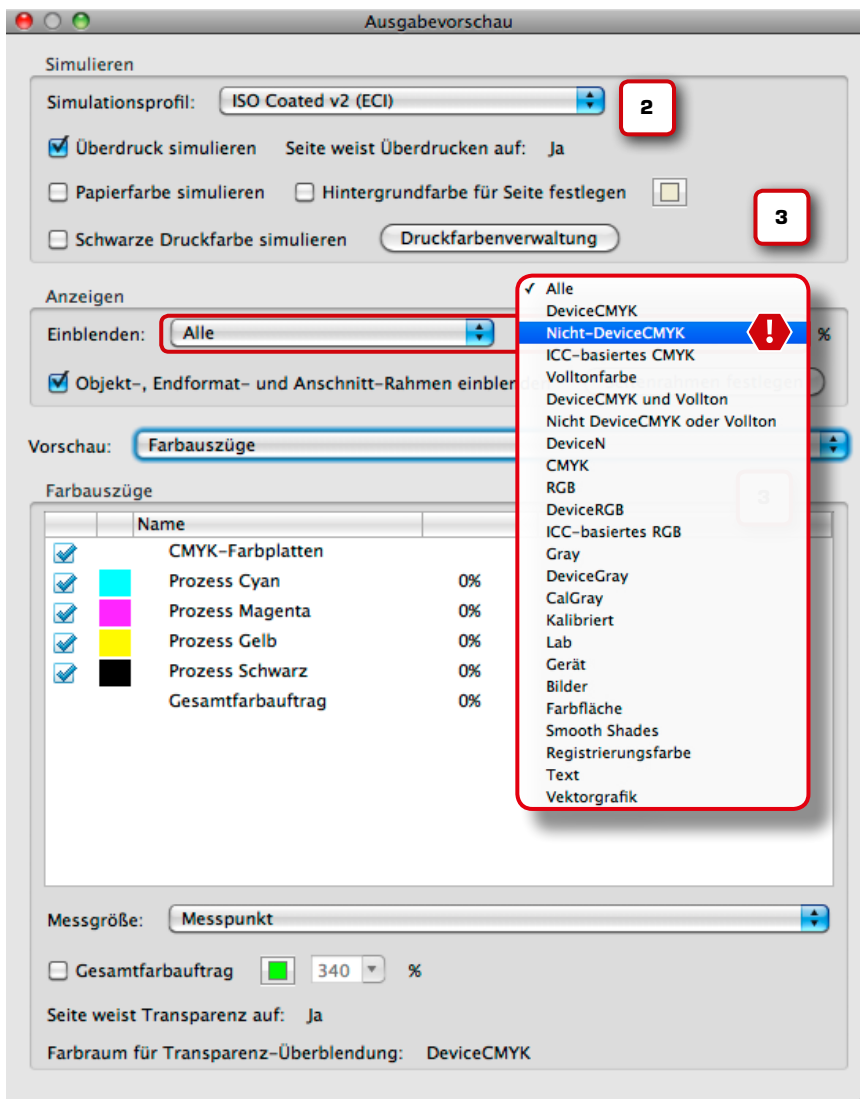 Ausgabevorschau
Simulieren
Simulationsprofil: ISO Coated v2 (ECI)
2
Überdruck simulieren Seite weist Überdrucken auf: Ja
Papierfarbe simulieren Hintergrundfarbe für Seite festlegen
3
Schwarze Druckfarbe simulieren Druckfarbenverwaltung
Anzeigen
Einblenden: Alle
%
Objekt-, Endformat- und Anschnitt-Rahmen einblenden
Alle
DeviceCMYK
Nicht-DeviceCMYK
!
ICC-basiertes CMYK
Volltonfarbe
DeviceCMYK und Vollton
Nicht DeviceCMYK oder Vollton
DeviceN
CMYK
RGB
DeviceRGB
ICC-basiertes RGB
Gray
DeviceGray
CalGray
Kalibriert
Lab
Gerät
Bilder
Farbfläche
Smooth Shades
Registrierungsfarbe
Text
Vektorgrafik
Vorschau: Farbauszüge
3
Farbauszüge
Name
CMYK-Farbplatten
Prozess Cyan 0%
Prozess Magenta 0%
Prozess Gelb 0%
Prozess Schwarz 0%
Gesamtfarbauftrag 0%
Messgröße: Messpunkt
Gesamtfarbauftrag 340 %
Seite weist Transparenz auf: Ja
Farbraum für Transparenz-Überblendung: DeviceCMYK